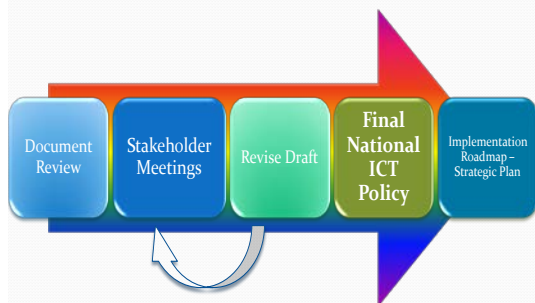 Document
Review
Stakeholder
Meetings
Revise Draft
Final
National
ICT
Policy
Implementation
Roadmap –
Strategic Plan